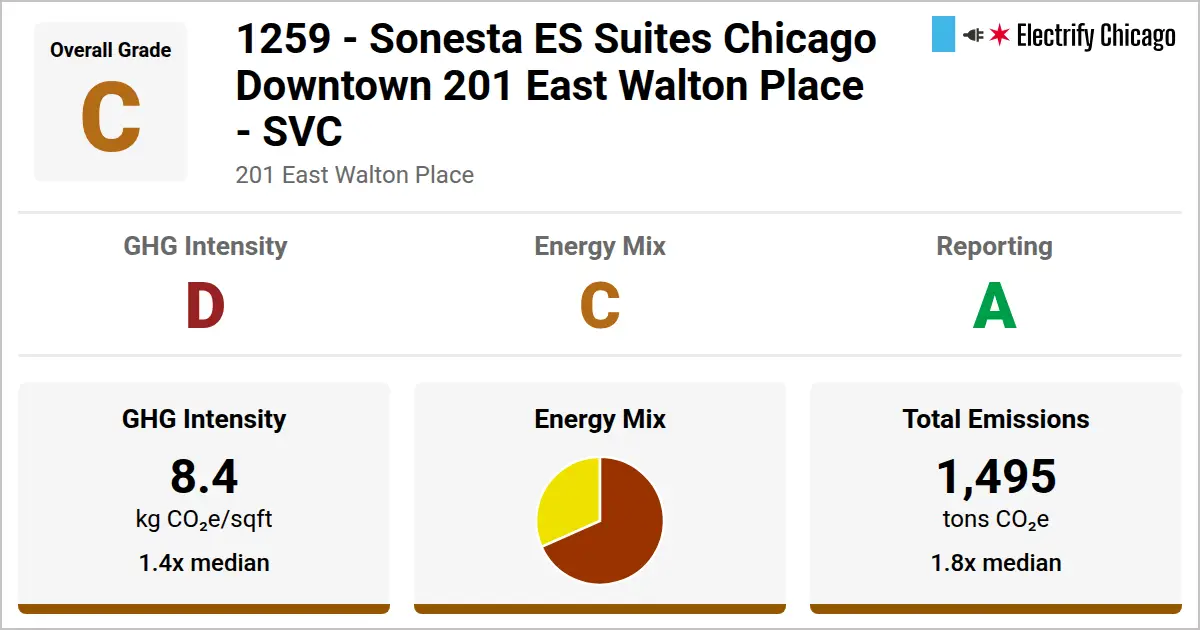 Overall Grade
C
1259 - Sonesta ES Suites Chicago
Downtown 201 East Walton Place
- SVC
201 East Walton Place
Electrify Chicago
GHG Intensity
D
Energy Mix
C
Reporting
A
GHG Intensity
8.4
kg CO₂e/sqft
1.4x median
Energy Mix
Total Emissions
1,495
tons CO₂e
1.8x median